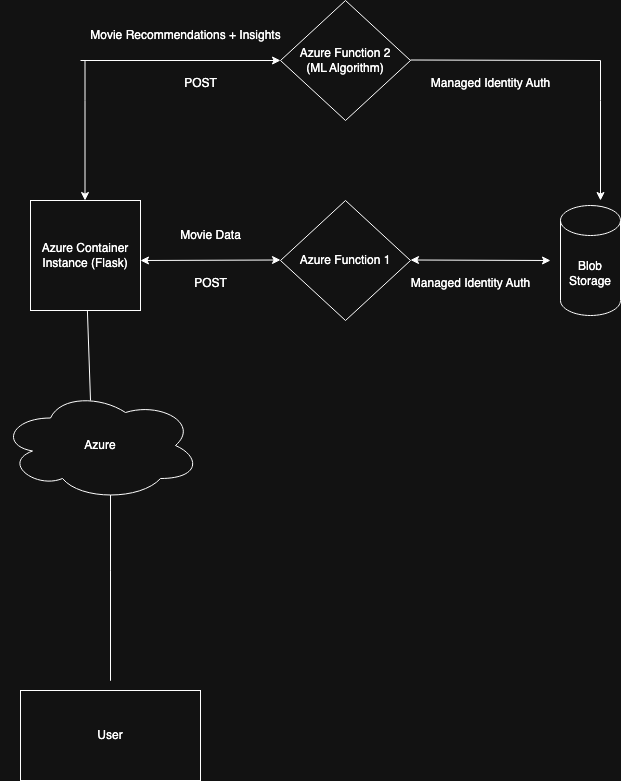 Movie Recommendations + Insights
POST
Azure Function 2
(ML Algorithm)
Managed Identity Auth
Azure Container
Instance (Flask)
Movie Data
POST
Azure Function 1
Managed Identity Auth
Blob
Storage
Azure
User